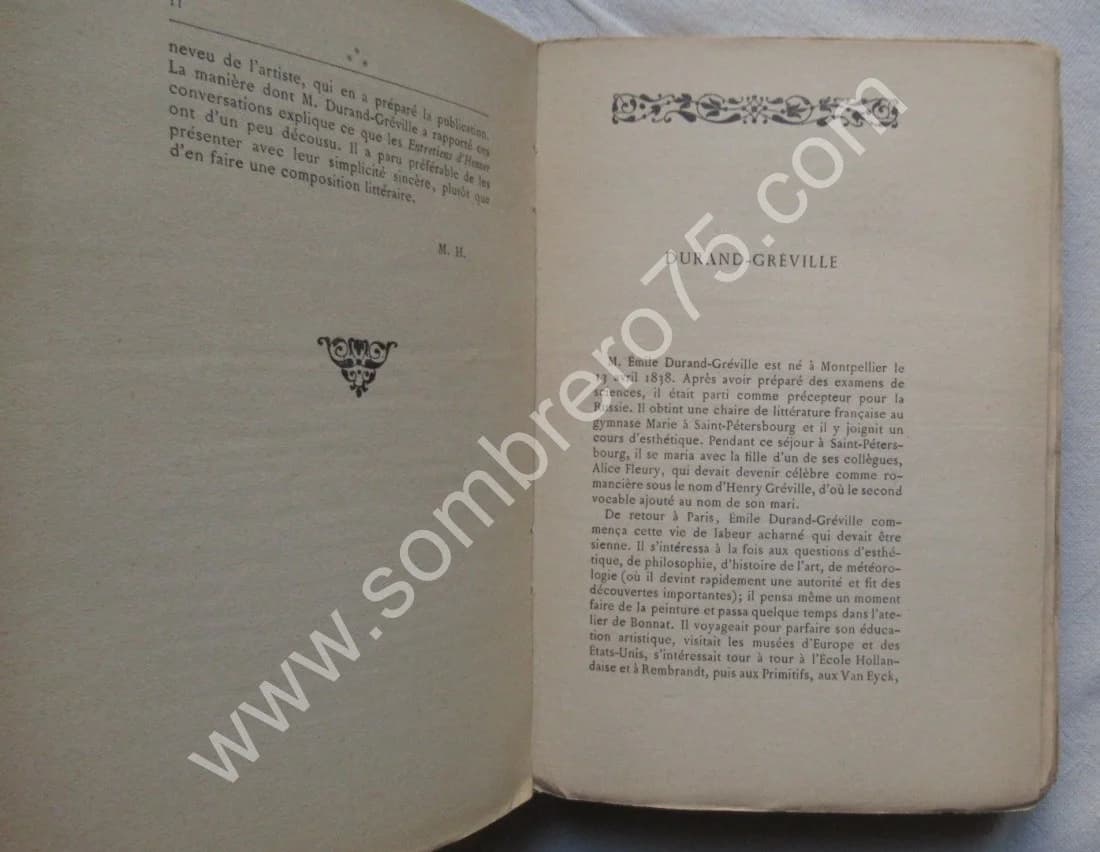 II
neveu de l'artiste, qui en a préparé la publication.
La manière dont M. Durand-Gréville a rapporté ces
conversations explique ce que les Entretiens d'Henner
ont d'un peu décousu. Il a paru préférable de les
présenter avec leur simplicité sincère, plutôt que
d'en faire une composition littéraire.
M. H.
DURAND-GRÉVILLE
M. Emile Durand-Gréville est né à Montpellier le
avril 1838. Après avoir préparé des examens de
sciences, il était parti comme précepteur pour la
Russie. Il obtint une chaire de littérature française au
gymnase Marie à Saint-Pétersbourg et il y joignit un
cours d'esthétique. Pendant ce séjour à Saint-Péters-
bourg, il se maria avec la fille d'un de ses collègues,
Alice Fleury, qui devait devenir célèbre comme ro-
mancière sous le nom d'Henry Gréville, d'où le second
vocable ajouté au nom de son mari.
De retour à Paris, Emile Durand-Gréville com-
mença cette vie de labeur acharné qui devait être
sienne. Il s'intéressa à la fois aux questions d'esthé-
tique, de philosophie, d'histoire de l'art, de météoro-
logie (où il devint rapidement une autorité et fit des
découvertes importantes); il pensa même un moment
faire de la peinture et passa quelque temps dans l'ate-
lier de Bonnat. Il voyageait pour parfaire son éduca-
tion artistique, visitait les musées d'Europe et des
Etats-Unis, s'intéressait tour à tour à l'Ecole Hollan-
daise et à Rembrandt, puis aux Primitifs, aux Van Eyck,
www.sombrero75.com